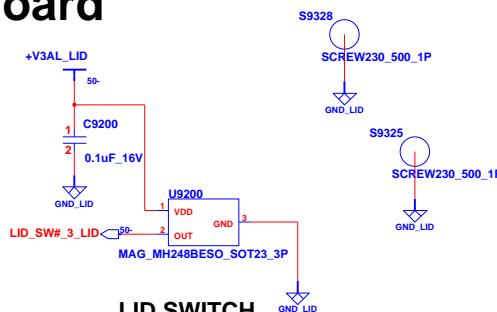 oard
S9328
+V3AL_LID
SCREW230_500_1P
50-
GND_LID
1
C9200
2
0.1uF_16V
S9325
SCREW230_500_1P
GND_LID
U9200
1
VDD
GND
3
GND_LID
LID_SW#_3_LID
50-
2
OUT
MAG_MH248BESO_SOT23_3P
LID SWITCH
GND_LID